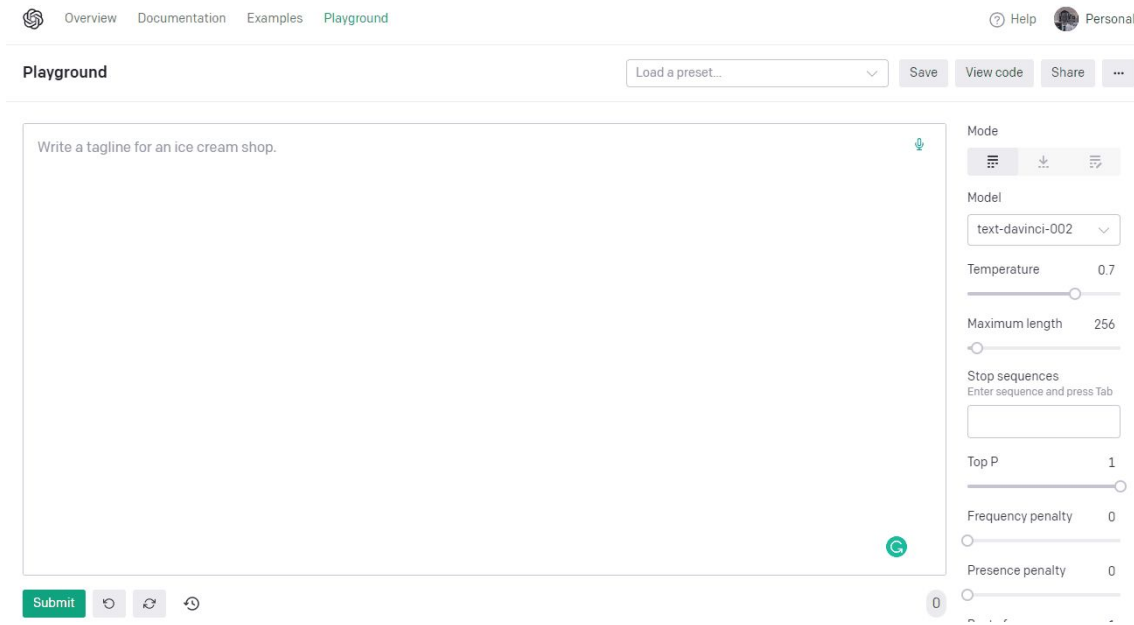 Overview Documentation Examples Playground Help Personal
Playground Load a preset... Save View code Share ...
Write a tagline for an ice cream shop.
Mode
Model
text-davinci-002
Temperature 0.7
Maximum length 256
Stop sequences
Enter sequence and press Tab
Top P 1
Frequency penalty 0
Presence penalty 0
Submit 0